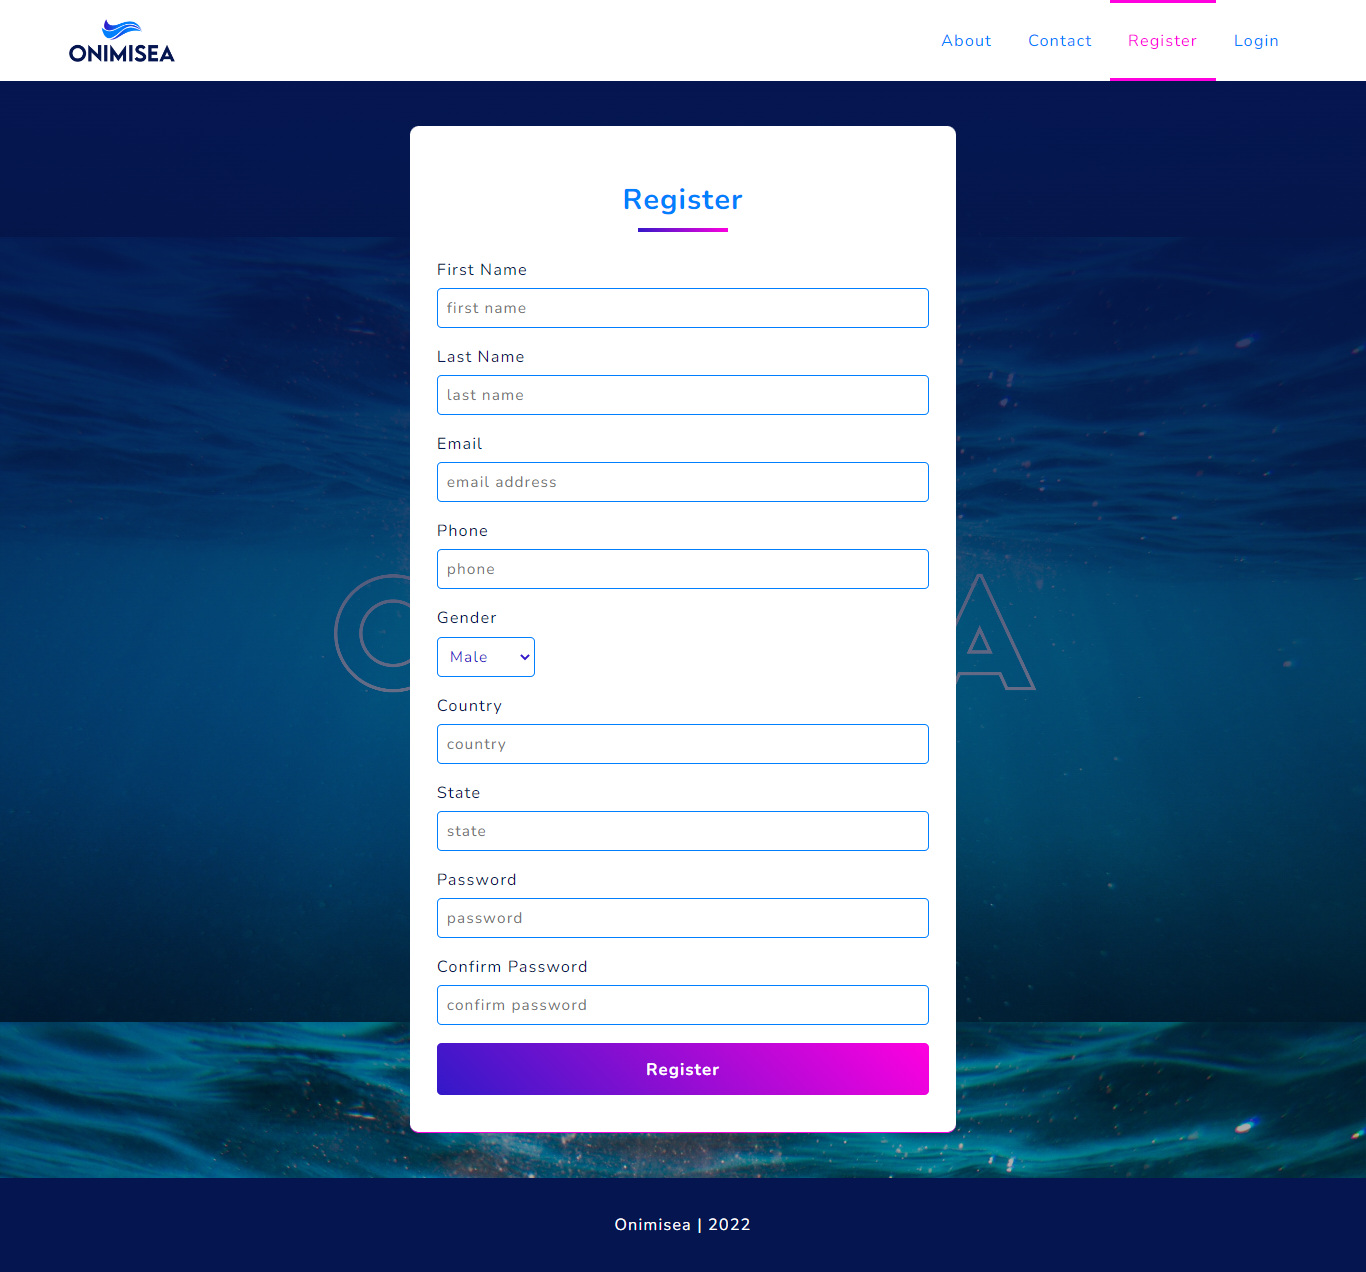 ONIMISEA
About Contact Register Login
Register
First Name
first name
Last Name
last name
Email
email address
Phone
phone
Gender
Male
Country
country
State
state
Password
password
Confirm Password
confirm password
Register
Onimisea | 2022